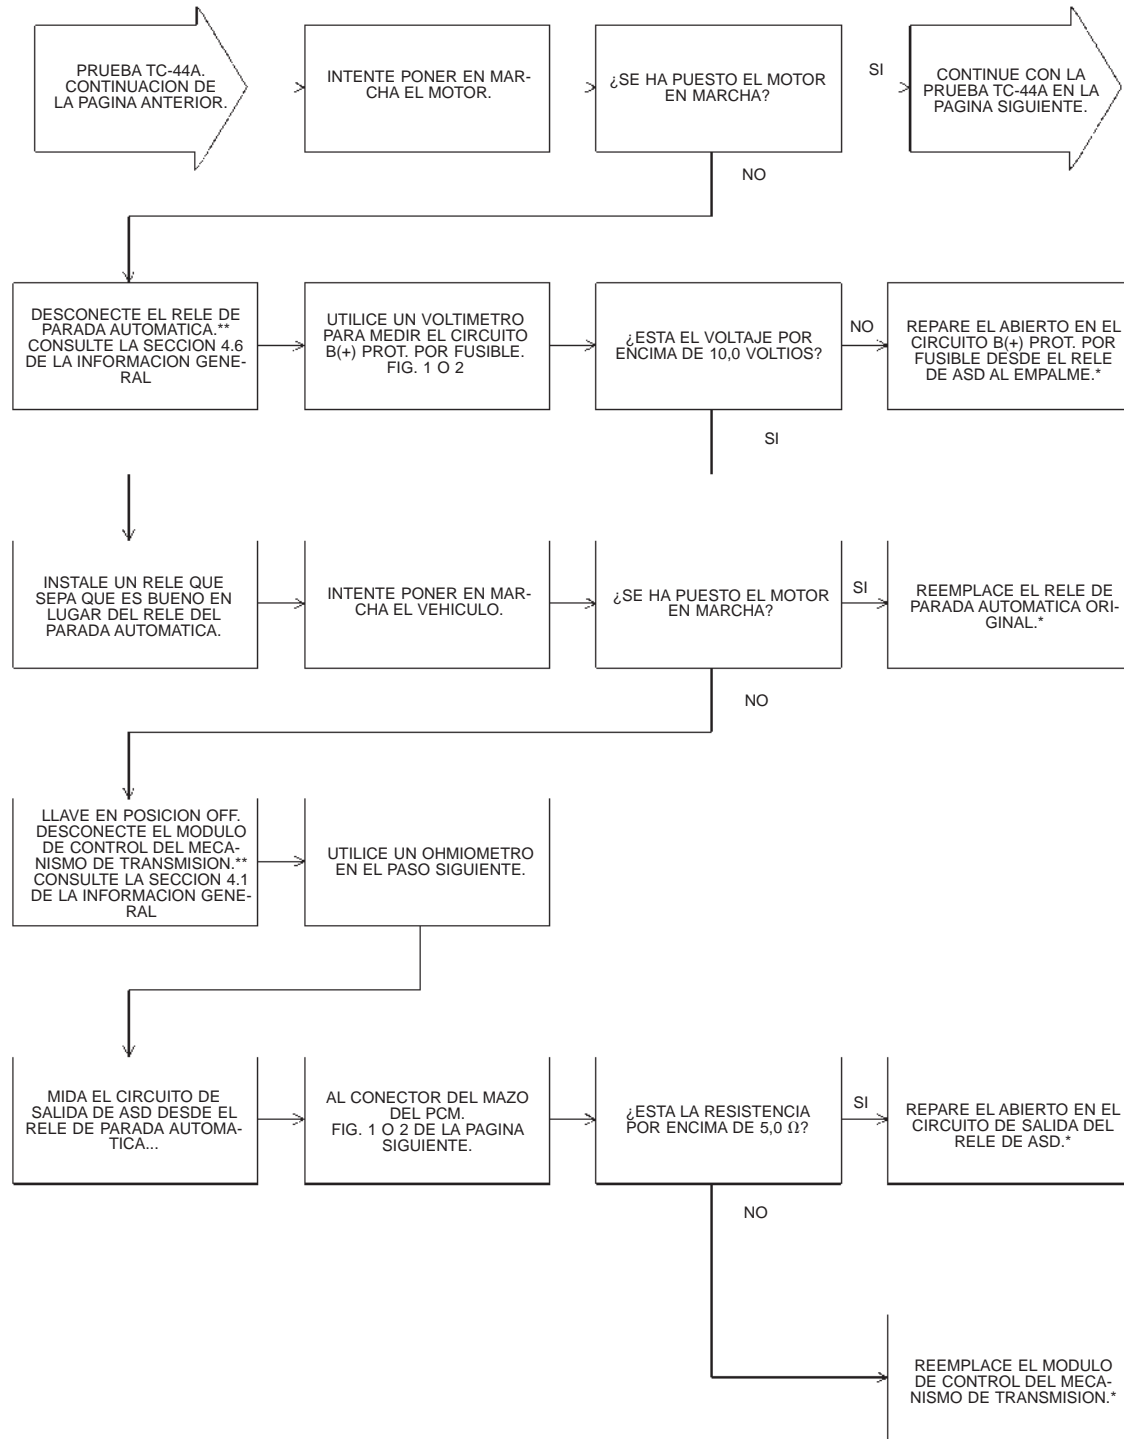 PRUEBA TC-44A.
CONTINUACION DE
LA PAGINA ANTERIOR.
INTENTE PONER EN MAR-
CHA EL MOTOR.
¿SE HA PUESTO EL MOTOR
EN MARCHA?
SI
CONTINUE CON LA
PRUEBA TC-44A EN LA
PAGINA SIGUIENTE.
NO
DESCONECTE EL RELE DE
PARADA AUTOMATICA.**
CONSULTE LA SECCION 4.6
DE LA INFORMACION GENE-
RAL
UTILICE UN VOLTIMETRO
PARA MEDIR EL CIRCUITO
B(+) PROT. POR FUSIBLE.
FIG. 1 O 2
¿ESTA EL VOLTAJE POR
ENCIMA DE 10,0 VOLTIOS?
NO
REPARE EL ABIERTO EN EL
CIRCUITO B(+) PROT. POR
FUSIBLE DESDE EL RELE
DE ASD AL EMPALME.*
SI
INSTALE UN RELE QUE
SEPA QUE ES BUENO EN
LUGAR DEL RELE DEL
PARADA AUTOMATICA.
INTENTE PONER EN MAR-
CHA EL VEHICULO.
¿SE HA PUESTO EL MOTOR
EN MARCHA?
SI
REEMPLACE EL RELE DE
PARADA AUTOMATICA ORI-
GINAL.*
NO
LLAVE EN POSICION OFF.
DESCONECTE EL MODULO
DE CONTROL DEL MECA-
NISMO DE TRANSMISION.**
CONSULTE LA SECCION 4.1
DE LA INFORMACION GENE-
RAL
UTILICE UN OHMIOMETRO
EN EL PASO SIGUIENTE.
MIDA EL CIRCUITO DE
SALIDA DE ASD DESDE EL
RELE DE PARADA AUTOMA-
TICA...
AL CONECTOR DEL MAZO
DEL PCM.
FIG. 1 O 2 DE LA PAGINA
SIGUIENTE.
¿ESTA LA RESISTENCIA
POR ENCIMA DE 5,0 Ω?
SI
REPARE EL ABIERTO EN EL
CIRCUITO DE SALIDA DEL
RELE DE ASD.*
NO
REEMPLACE EL MODULO
DE CONTROL DEL MECA-
NISMO DE TRANSMISION.*